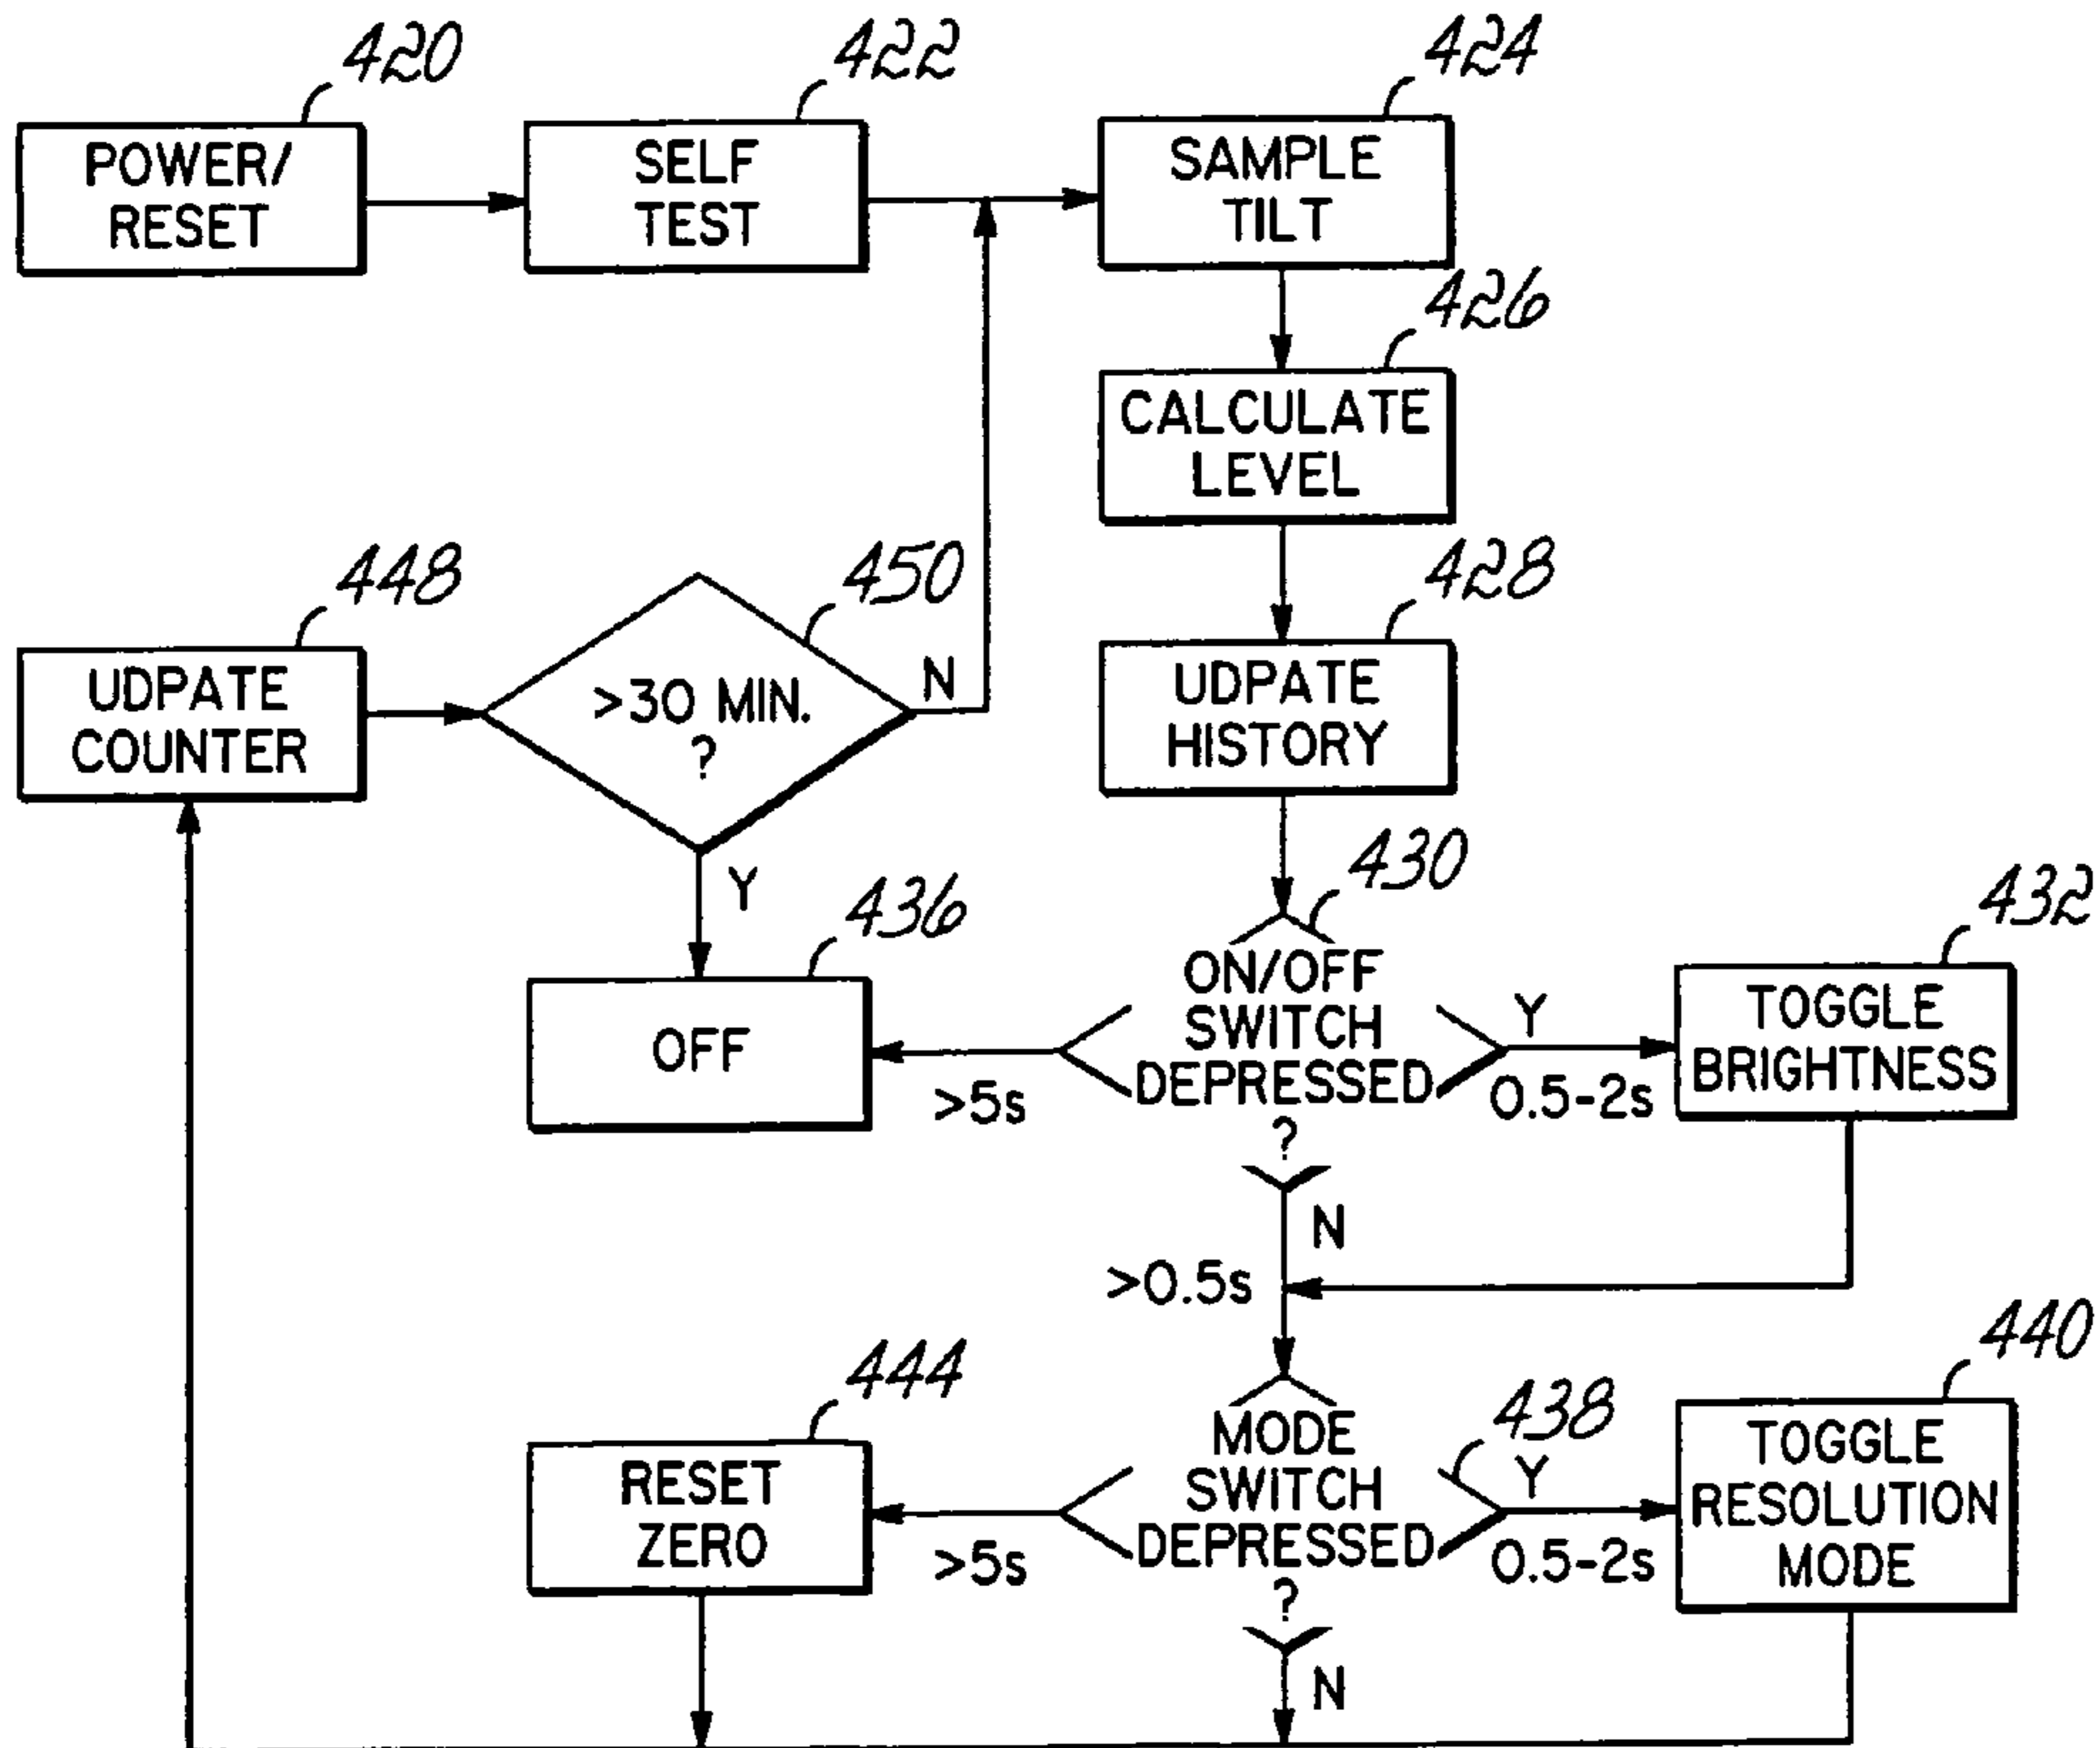 420
POWER/
RESET
422
SELF
TEST
424
SAMPLE
TILT
426
CALCULATE
LEVEL
448
UDPATE
COUNTER
450
>30 MIN.
?
N
Y
428
UDPATE
HISTORY
430
ON/OFF
SWITCH
DEPRESSED
?
Y
0.5-2s
>5s
N
>0.5s
432
TOGGLE
BRIGHTNESS
436
OFF
438
MODE
SWITCH
DEPRESSED
?
Y
0.5-2s
>5s
N
440
TOGGLE
RESOLUTION
MODE
444
RESET
ZERO